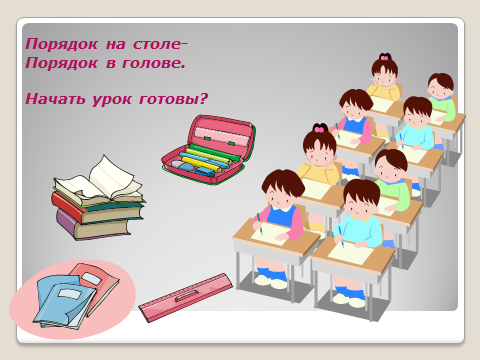 Порядок на столе-
Порядок в голове.
Начать урок готовы?